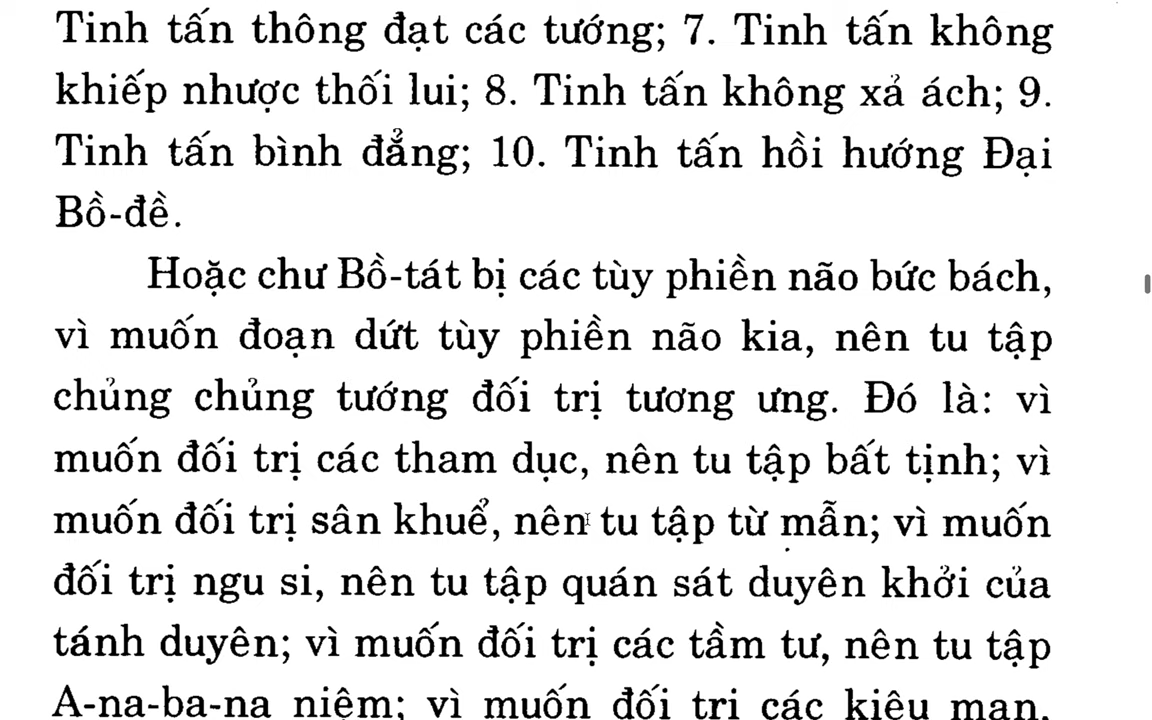 Tinh tấn thông đạt các tướng; 7. Tinh tấn không
khiếp nhược thối lui; 8. Tinh tấn không xả ách; 9.
Tinh tấn bình đẳng; 10. Tinh tấn hồi hướng Đại
Bồ-đề.
Hoặc chư Bồ-tát bị các tùy phiền não bức bách,
vì muốn đoạn dứt tùy phiền não kia, nên tu tập
chủng chủng tướng đối trị tương ưng. Đó là: vì
muốn đối trị các tham dục, nên tu tập bất tịnh; vì
muốn đối trị sân khuể, nên tu tập từ mẫn; vì muốn
đối trị ngu si, nên tu tập quán sát duyên khởi của
tánh duyên; vì muốn đối trị các tầm tư, nên tu tập
A-na-ba-na niệm; vì muốn đối trị các kiêu mạn,